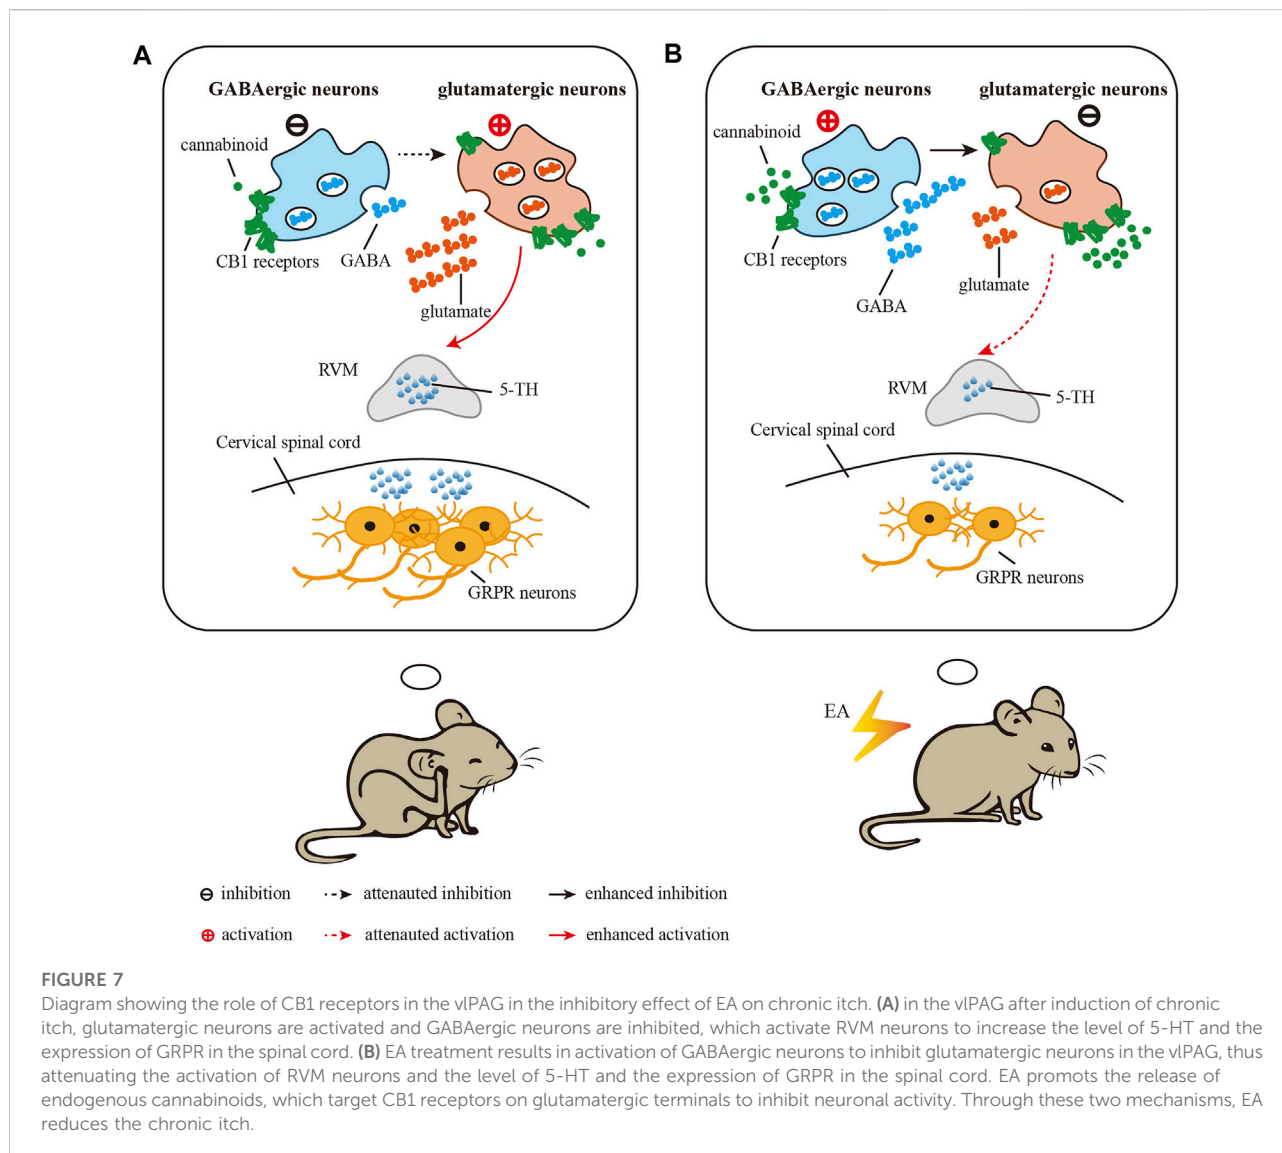 A
GABAergic neurons
glutamatergic neurons
cannabinoid
CB1 receptors
GABA
glutamate
RVM
5-TH
Cervical spinal cord
GRPR neurons
B
GABAergic neurons
glutamatergic neurons
cannabinoid
CB1 receptors
GABA
glutamate
RVM
5-TH
Cervical spinal cord
GRPR neurons
EA
inhibition
attenauted inhibition
enhanced inhibition
activation
attenauted activation
enhanced activation
FIGURE 7
Diagram showing the role of CB1 receptors in the vlPAG in the inhibitory effect of EA on chronic itch. (A) in the vlPAG after induction of chronic
itch, glutamatergic neurons are activated and GABAergic neurons are inhibited, which activate RVM neurons to increase the level of 5-HT and the
expression of GRPR in the spinal cord. (B) EA treatment results in activation of GABAergic neurons to inhibit glutamatergic neurons in the vlPAG, thus
attenuating the activation of RVM neurons and the level of 5-HT and the expression of GRPR in the spinal cord. EA promots the release of
endogenous cannabinoids, which target CB1 receptors on glutamatergic terminals to inhibit neuronal activity. Through these two mechanisms, EA
reduces the chronic itch.